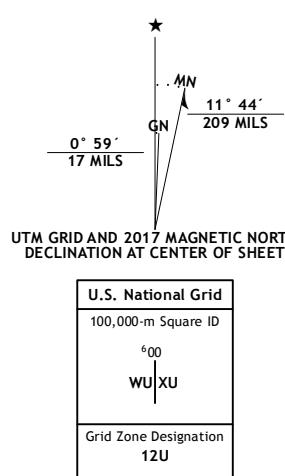 ★
MN
GN
11° 44´
209 MILS
0° 59´
17 MILS
UTM GRID AND 2017 MAGNETIC NORT
DECLINATION AT CENTER OF SHEET
U.S. National Grid
100,000-m Square ID
⁶00
WU XU
Grid Zone Designation
12U